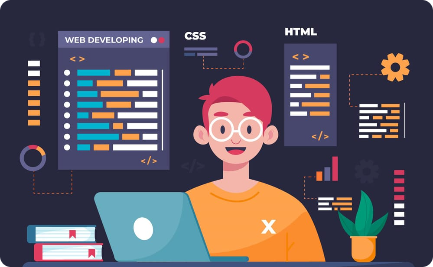 WEB DEVELOPING
CSS
HTML
< >
< >
</>
</>
</>
X